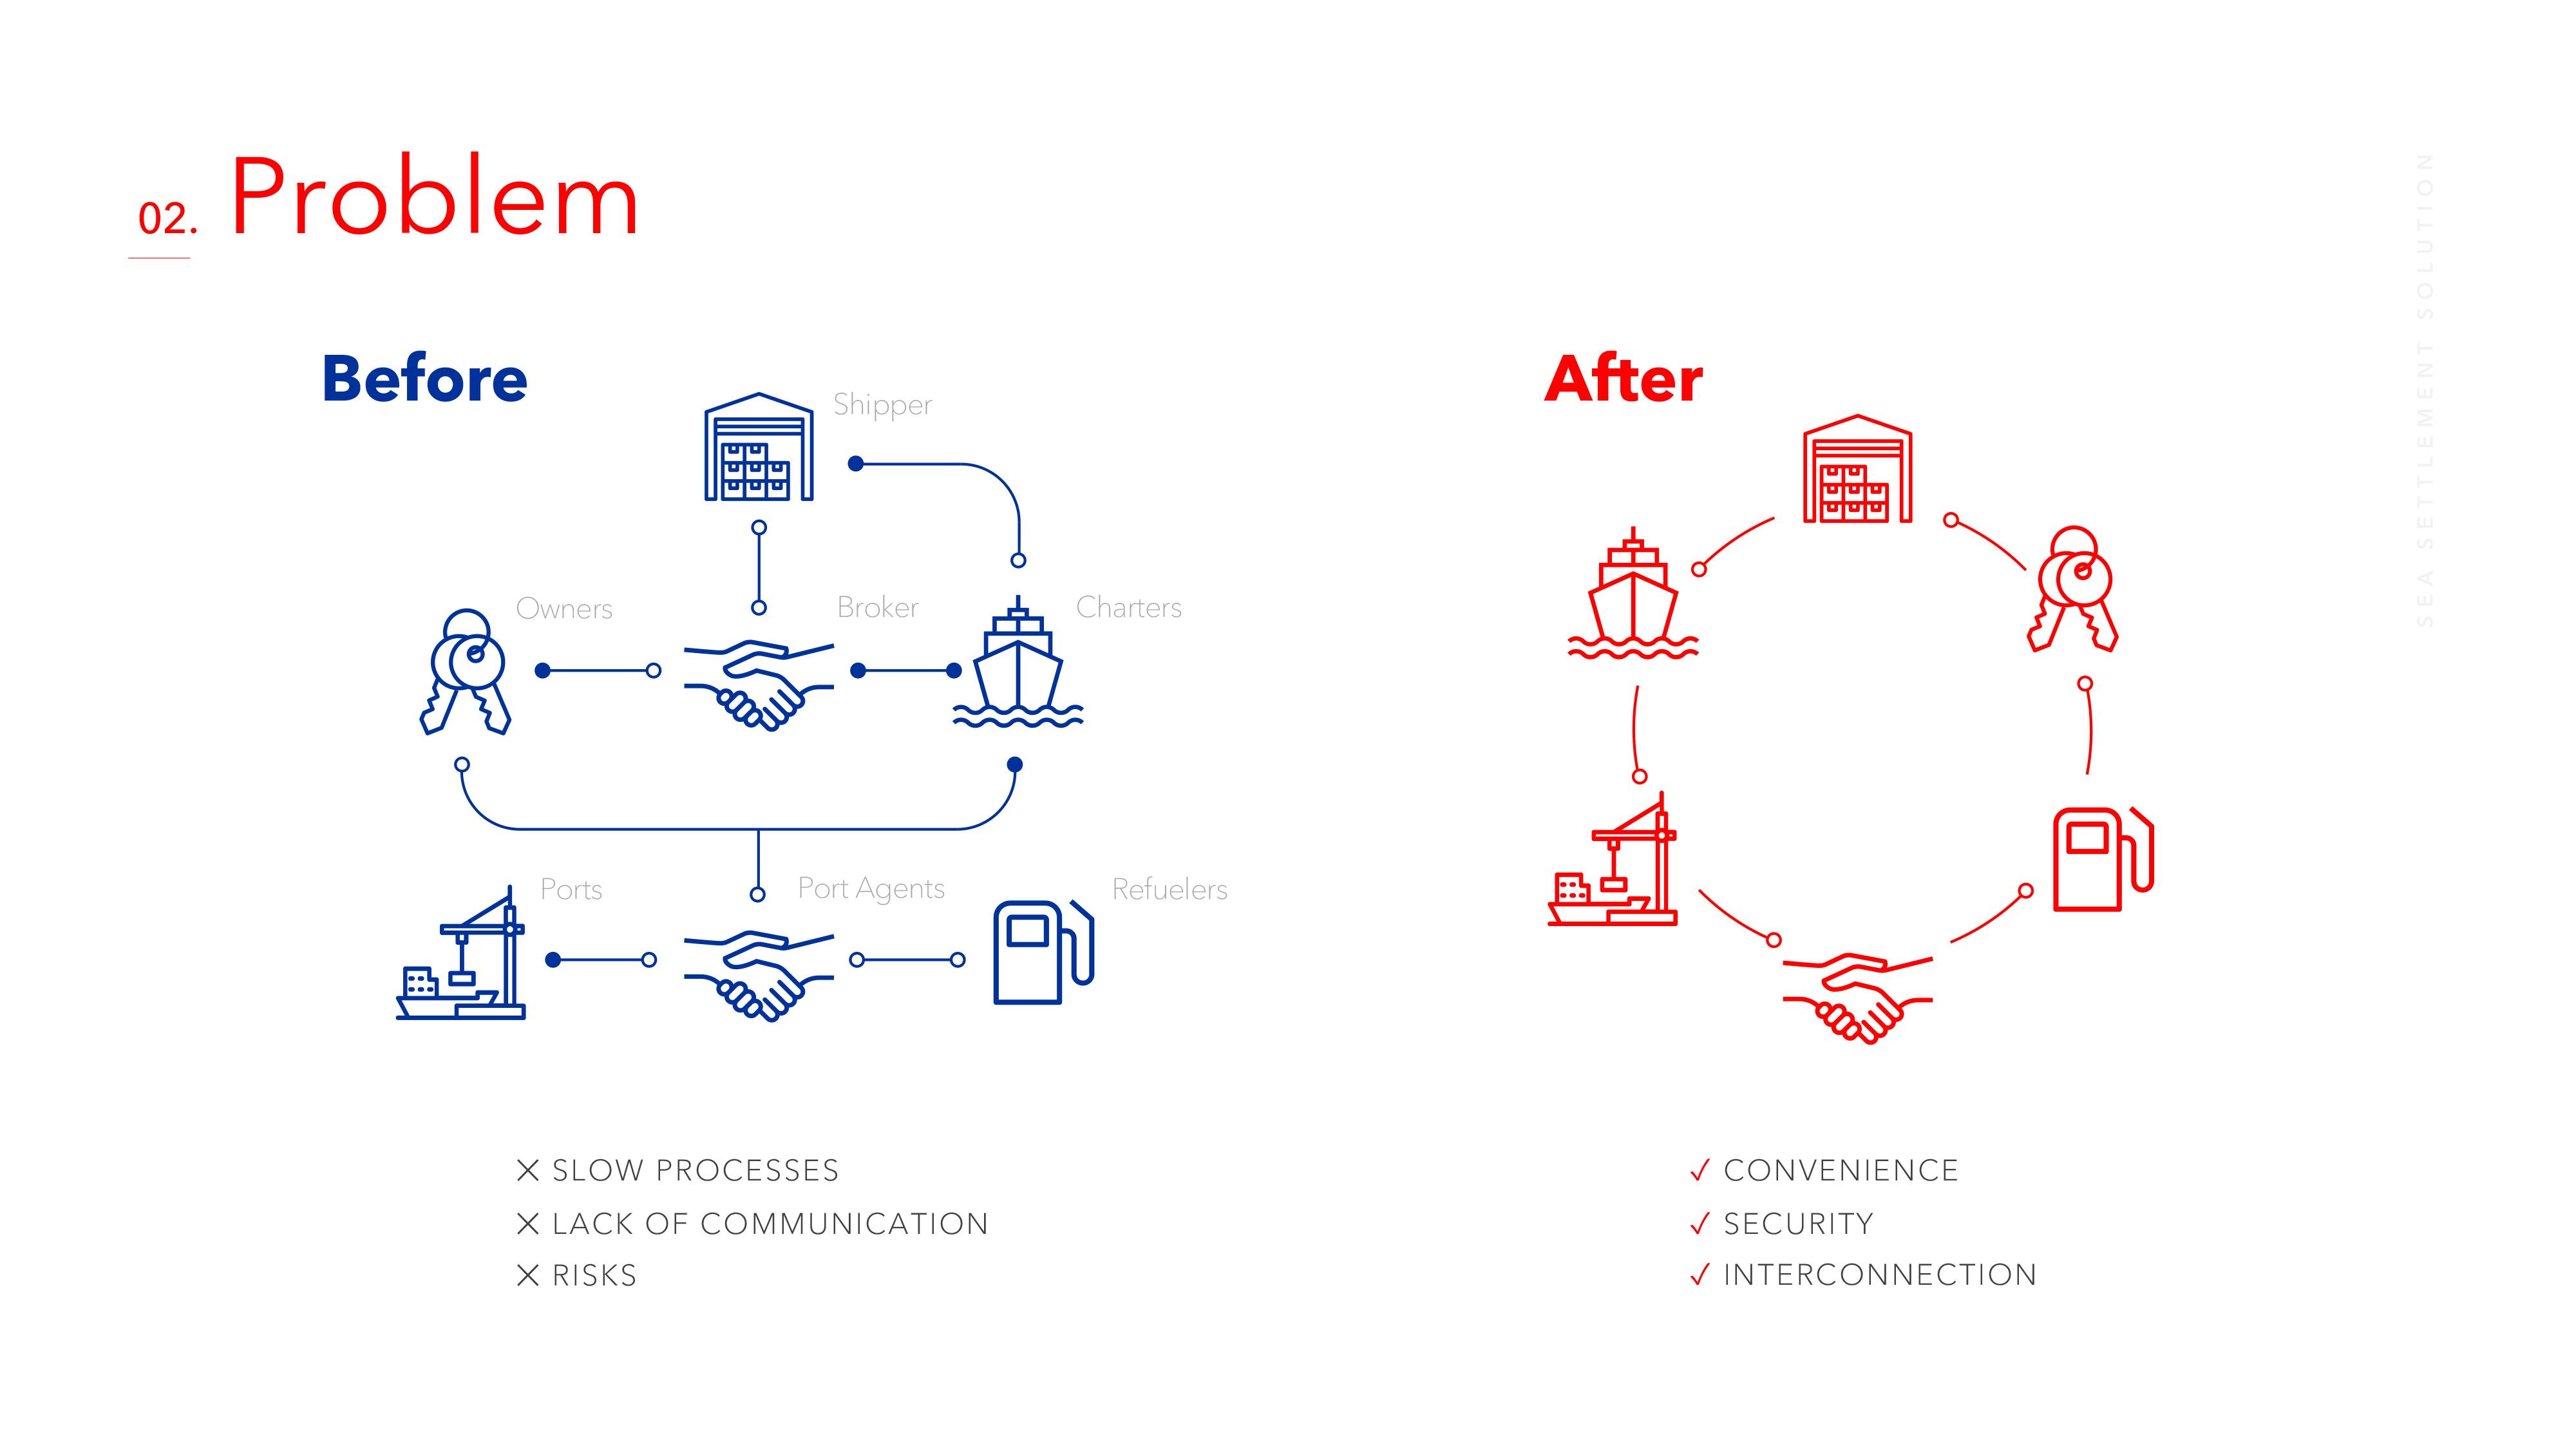 02. Problem
Before
Shipper
Owners
Broker
Charters
Ports
Port Agents
Refuelers
SLOW PROCESSES
LACK OF COMMUNICATION
RISKS
After
✓ CONVENIENCE
✓ SECURITY
✓ INTERCONNECTION
SEA SETTLEMENT SOLUTION